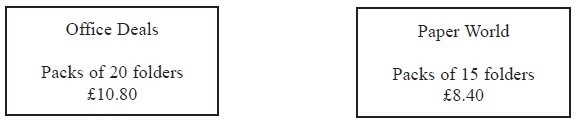 Office Deals
Packs of 20 folders
£10.80
Paper World
Packs of 15 folders
£8.40